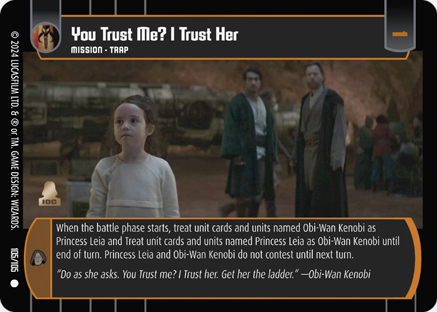 You Trust Me? I Trust Her
MISSION - TRAP
1
© 2024 LUCASFILM LTD. & ® or TM. GAME DESIGN: WIZARDS.
105/105
IDC
When the battle phase starts, treat unit cards and units named Obi-Wan Kenobi as
Princess Leia and Treat unit cards and units named Princess Leia as Obi-Wan Kenobi until
end of turn. Princess Leia and Obi-Wan Kenobi do not contest until next turn.
"Do as she asks. You Trust me? I Trust her. Get her the ladder." —Obi-Wan Kenobi